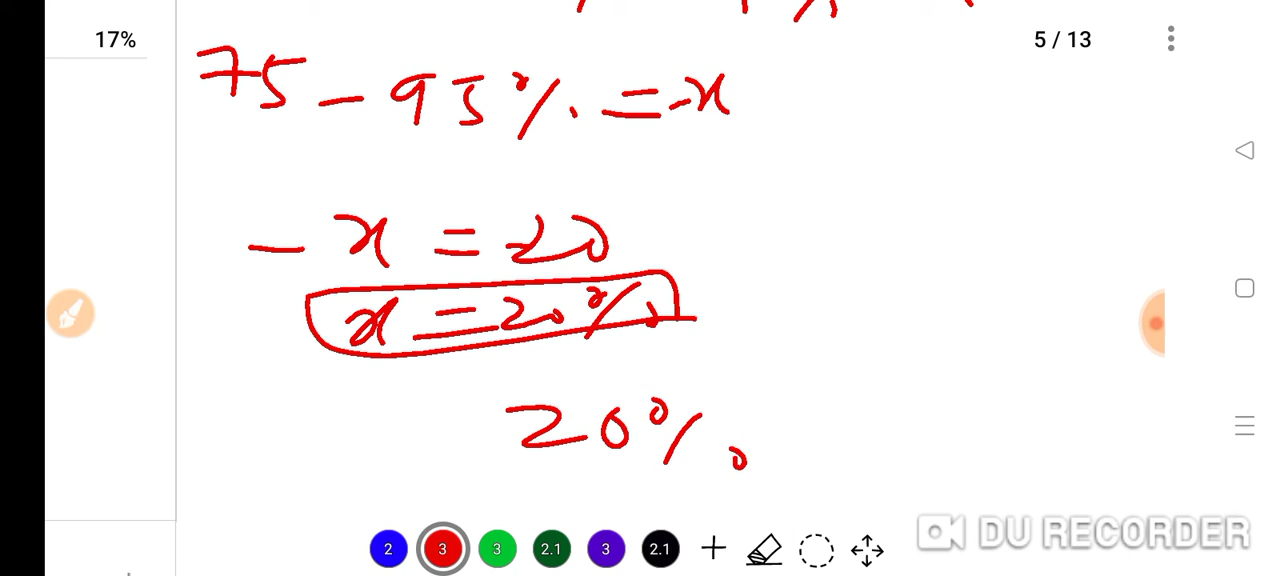 17%
5 / 13
75 - 95% = -x
- x = 20
x = 20%
20%
2 3 3 2.1 3 2.1 +
DU RECORDER